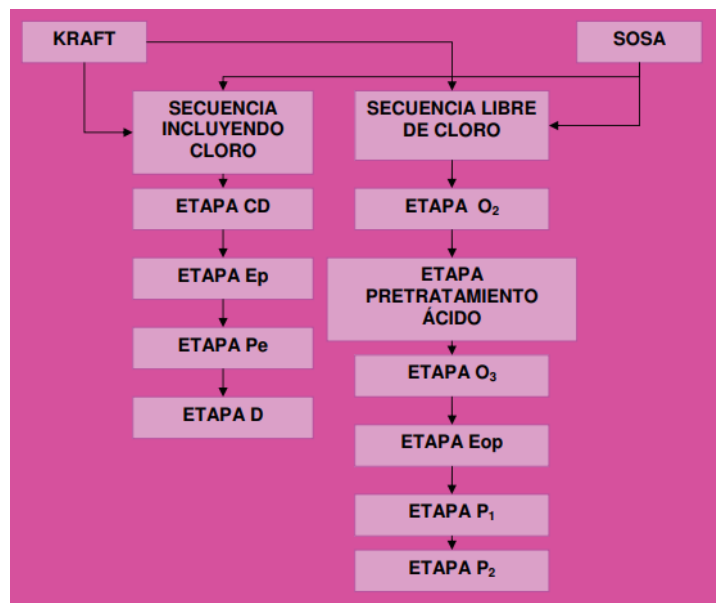 KRAFT
SOSA
SECUENCIA
INCLUYENDO
CLORO
SECUENCIA LIBRE
DE CLORO
ETAPA CD
ETAPA O₂
ETAPA Ep
ETAPA
PRETRATAMIENTO
ÁCIDO
ETAPA Pe
ETAPA O₃
ETAPA D
ETAPA Eop
ETAPA P₁
ETAPA P₂